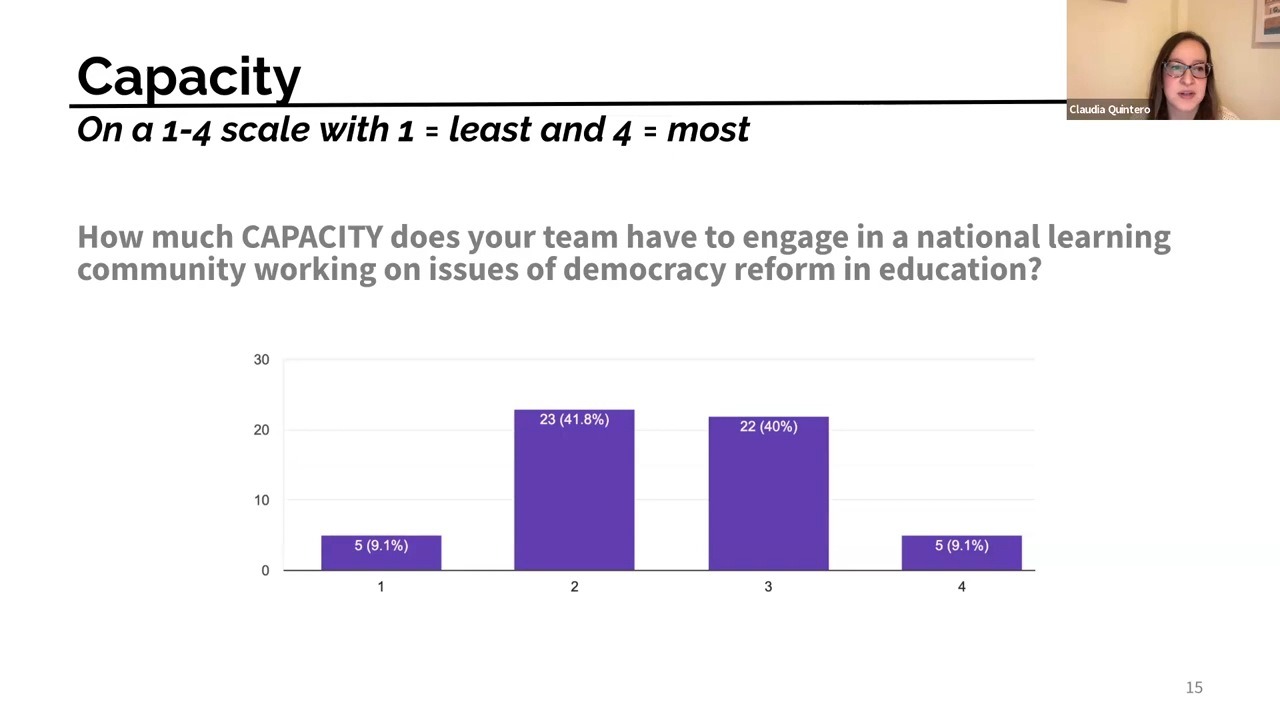 Capacity
On a 1-4 scale with 1 = least and 4 = most
Claudia Quintero
How much CAPACITY does your team have to engage in a national learning
community working on issues of democracy reform in education?
30
20
10
0
23 (41.8%)
22 (40%)
5 (9.1%)
5 (9.1%)
1
2
3
4
15